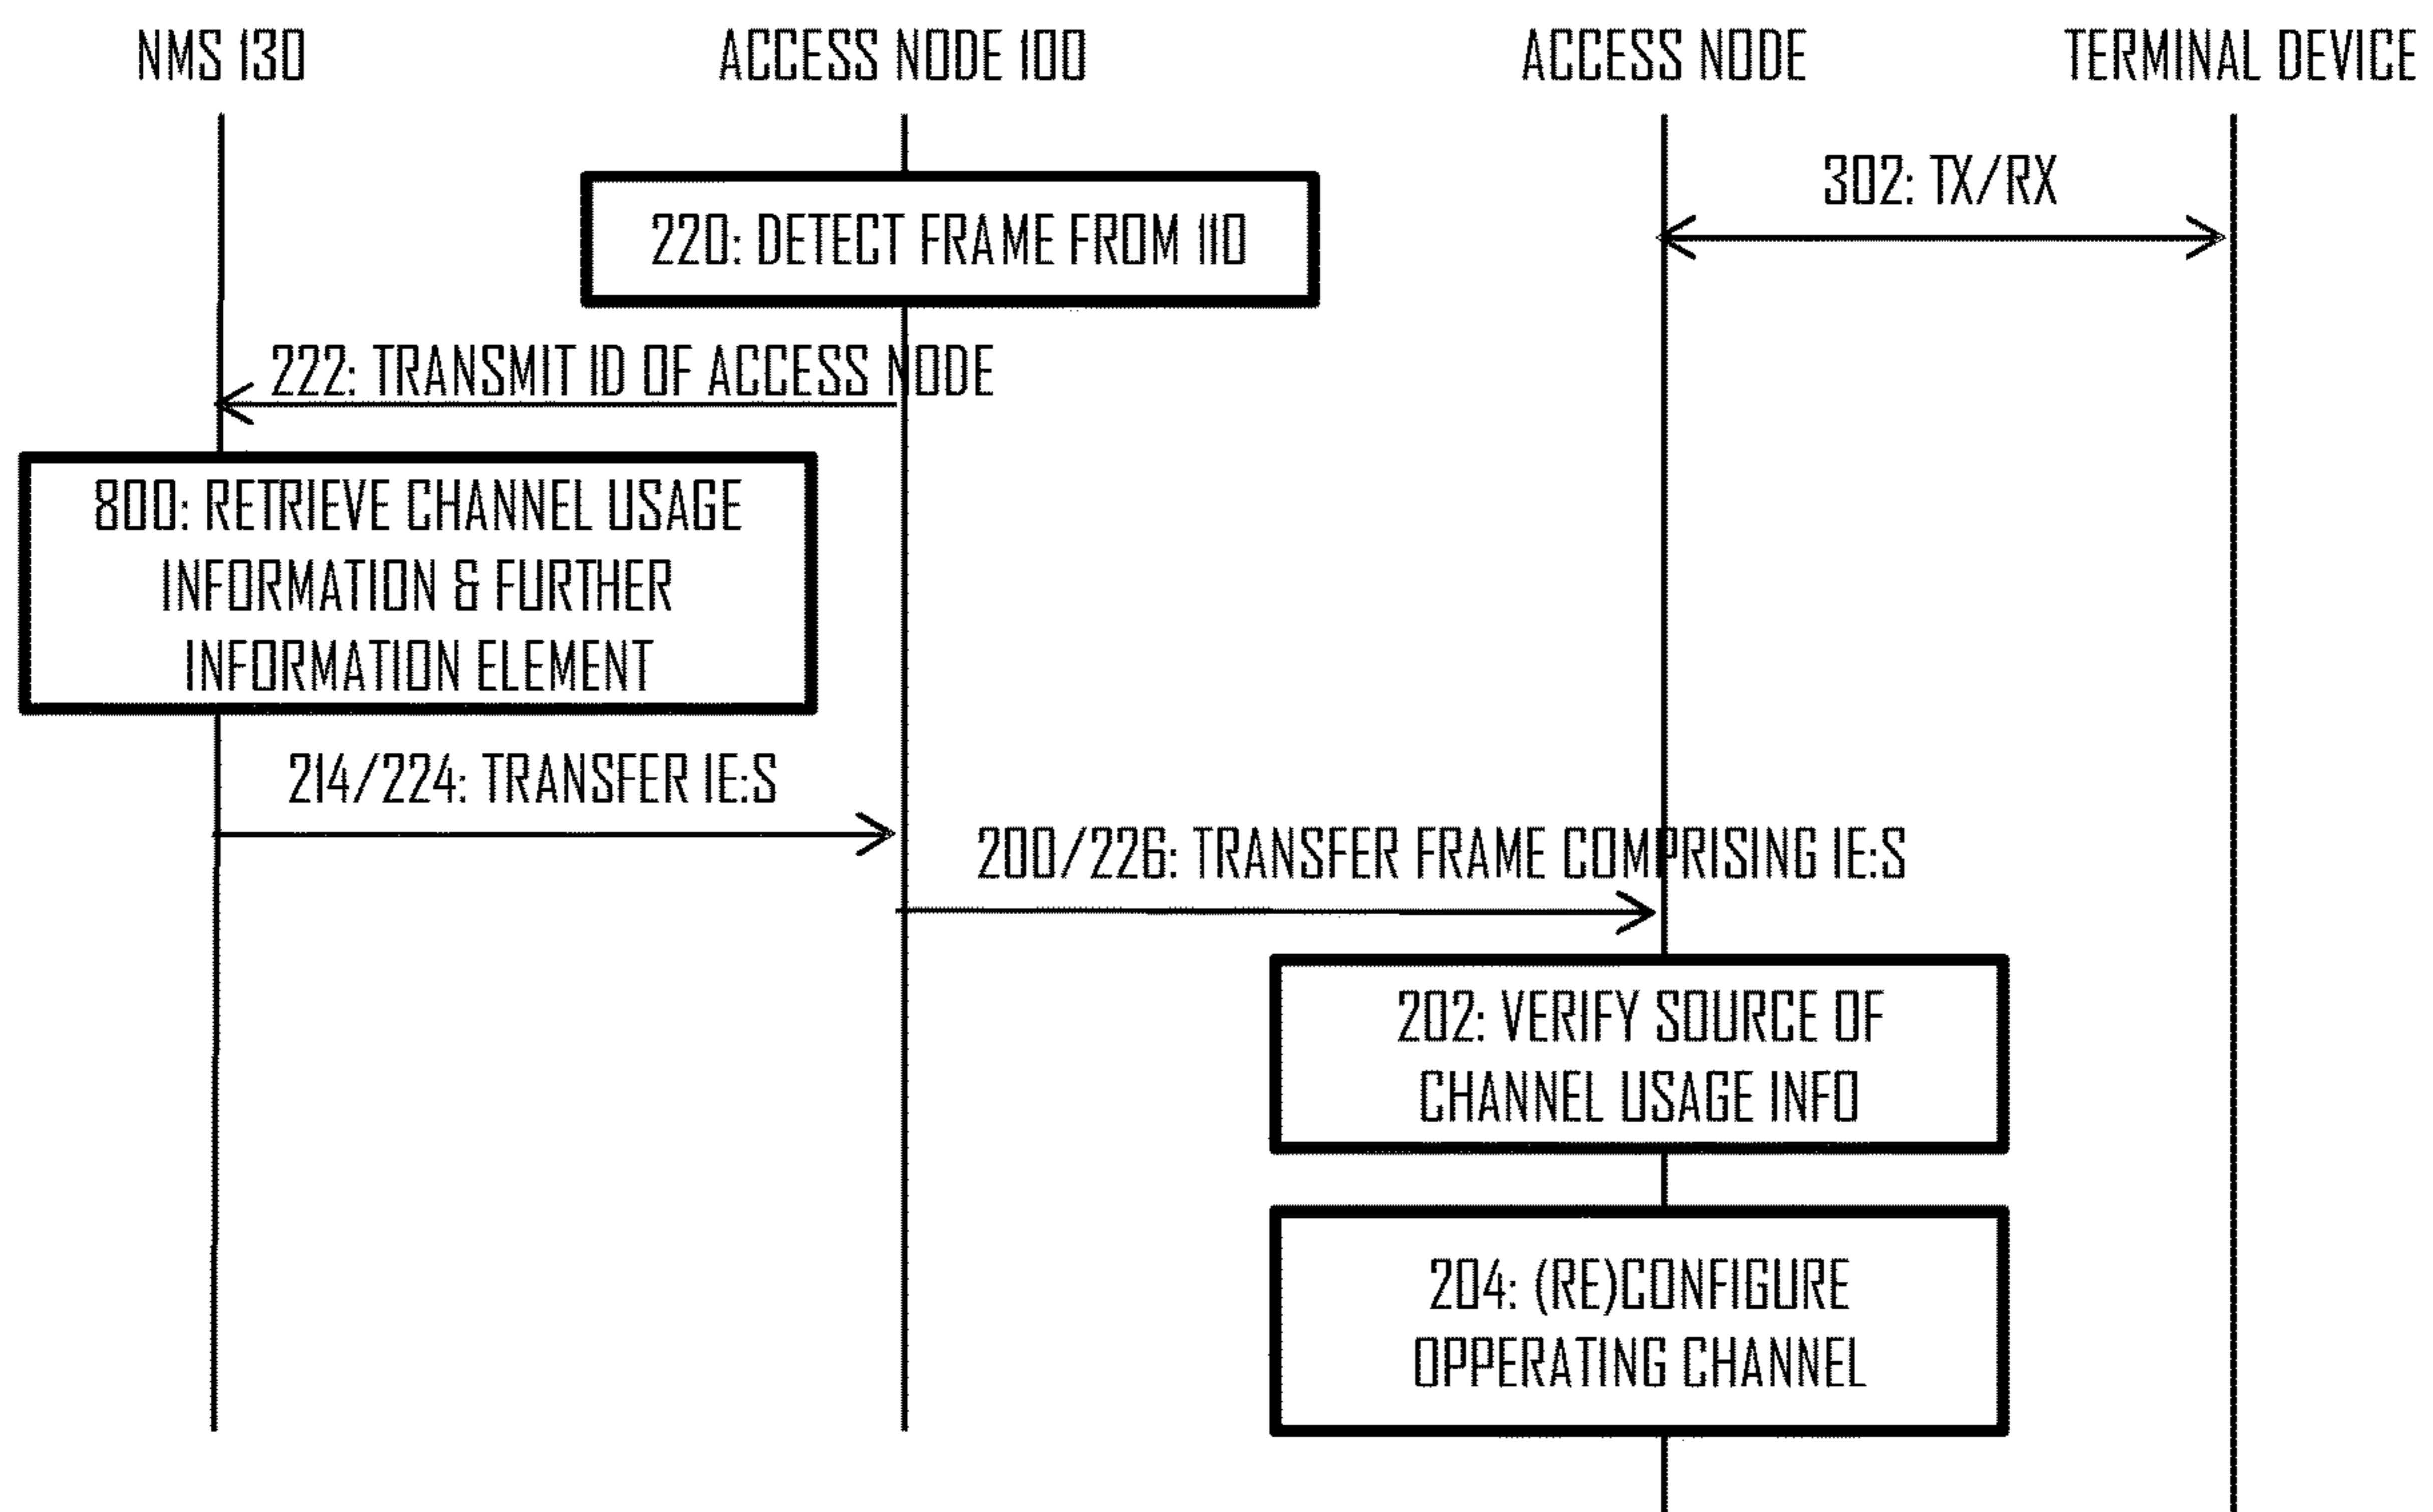 NMS 130
ACCESS NODE 100
ACCESS NODE
TERMINAL DEVICE
302: TX/RX
220: DETECT FRAME FROM 110
222: TRANSMIT ID OF ACCESS NODE
800: RETRIEVE CHANNEL USAGE
INFORMATION & FURTHER
INFORMATION ELEMENT
214/224: TRANSFER IE:S
200/226: TRANSFER FRAME COMPRISING IE:S
202: VERIFY SOURCE OF
CHANNEL USAGE INFO
204: (RE)CONFIGURE
OPPERATING CHANNEL